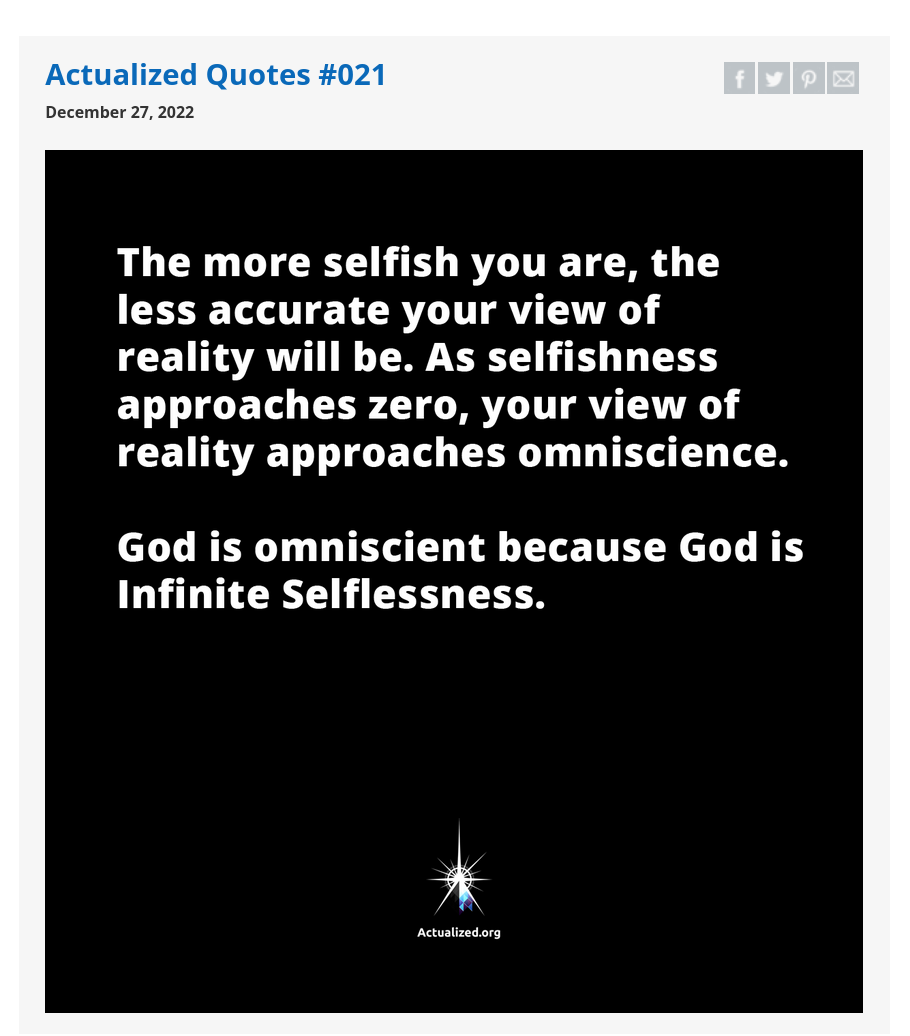 Actualized Quotes #021
December 27, 2022
The more selfish you are, the
less accurate your view of
reality will be. As selfishness
approaches zero, your view of
reality approaches omniscience.
God is omniscient because God is
Infinite Selflessness.
Actualized.org